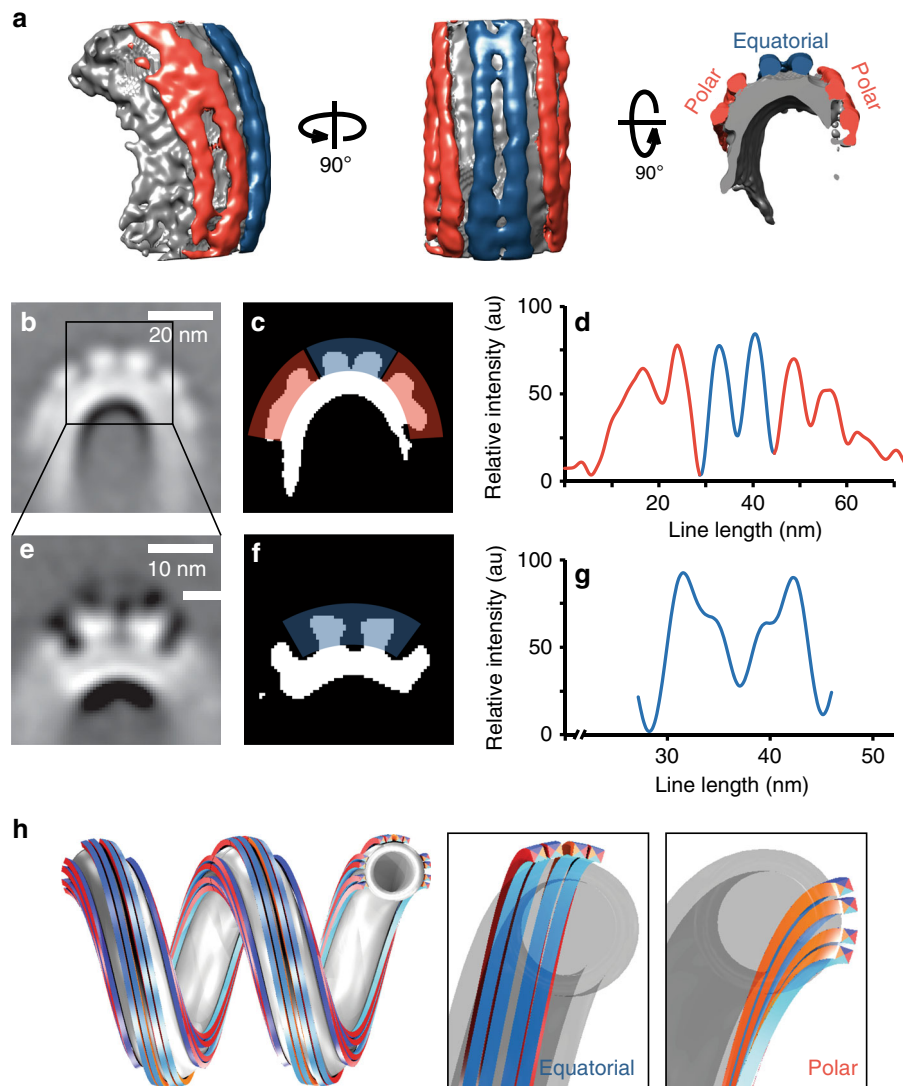 a
Equatorial
Polar
Polar
90°
90°
b
20 nm
c
d
100
50
0
Relative intensity (au)
20
40
60
Line length (nm)
e
10 nm
f
g
100
50
0
Relative intensity (au)
30
40
50
Line length (nm)
h
Equatorial
Polar